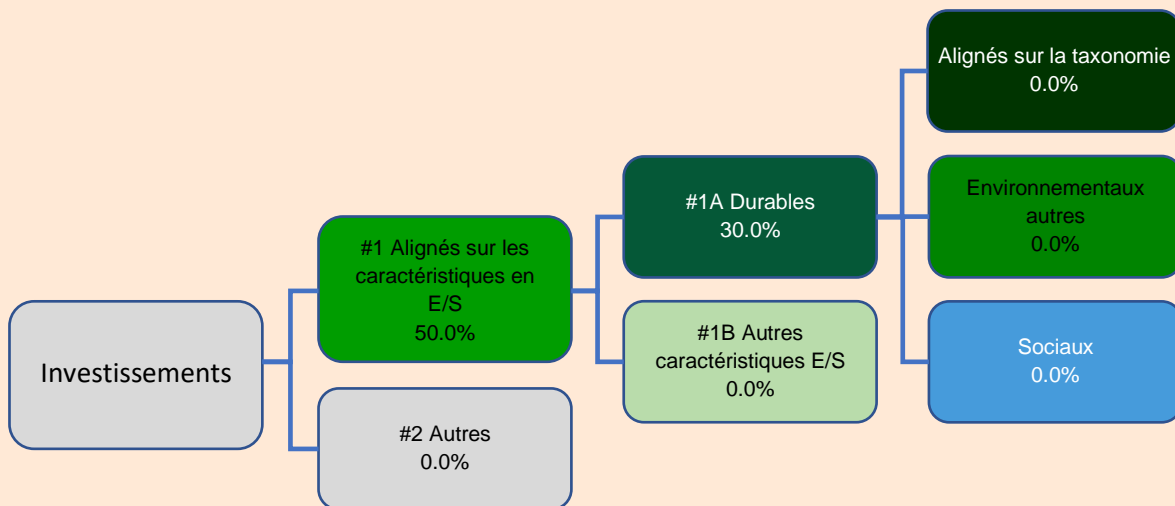 Investissements
#1 Alignés sur les
caractéristiques en
E/S
50.0%
#2 Autres
0.0%
#1A Durables
30.0%
#1B Autres
caractéristiques E/S
0.0%
Alignés sur la taxonomie
0.0%
Environnementaux
autres
0.0%
Sociaux
0.0%